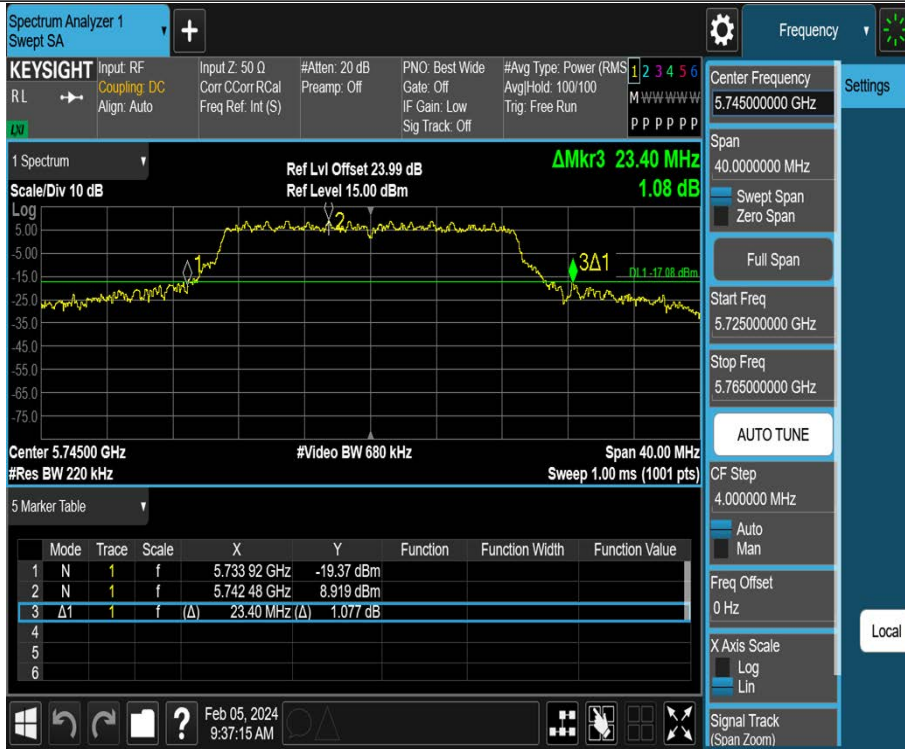 Spectrum Analyzer 1
Swept SA
+
Frequency
KEYSIGHT
RL
LXI
Input: RF
Coupling: DC
Align: Auto
Input Z: 50 Ω
Corr CCorr RCal
Freq Ref: Int (S)
#Atten: 20 dB
Preamp: Off
PNO: Best Wide
Gate: Off
IF Gain: Low
Sig Track: Off
#Avg Type: Power (RMS
Avg|Hold: 100/100
Trig: Free Run
1 2 3 4 5 6
M W W W W W
P P P P P P
1 Spectrum
Scale/Div 10 dB
Ref Lvl Offset 23.99 dB
Ref Level 15.00 dBm
ΔMkr3 23.40 MHz
1.08 dB
Log
5.00
-5.00
-15.0
-25.0
-35.0
-45.0
-55.0
-65.0
-75.0
1
2
3Δ1
DL1 -17.08 dBm
Center 5.74500 GHz
#Video BW 680 kHz
Span 40.00 MHz
#Res BW 220 kHz
Sweep 1.00 ms (1001 pts)
5 Marker Table
Mode Trace Scale X Y Function Function Width Function Value
1 N 1 f 5.733 92 GHz -19.37 dBm
2 N 1 f 5.742 48 GHz 8.919 dBm
3 Δ1 1 f (Δ) 23.40 MHz (Δ) 1.077 dB
4
5
6
?
Feb 05, 2024
9:37:15 AM
Center Frequency
5.745000000 GHz
Span
40.0000000 MHz
Swept Span
Zero Span
Full Span
Start Freq
5.725000000 GHz
Stop Freq
5.765000000 GHz
AUTO TUNE
CF Step
4.000000 MHz
Auto
Man
Freq Offset
0 Hz
X Axis Scale
Log
Lin
Signal Track
(Span Zoom)
Settings
Local